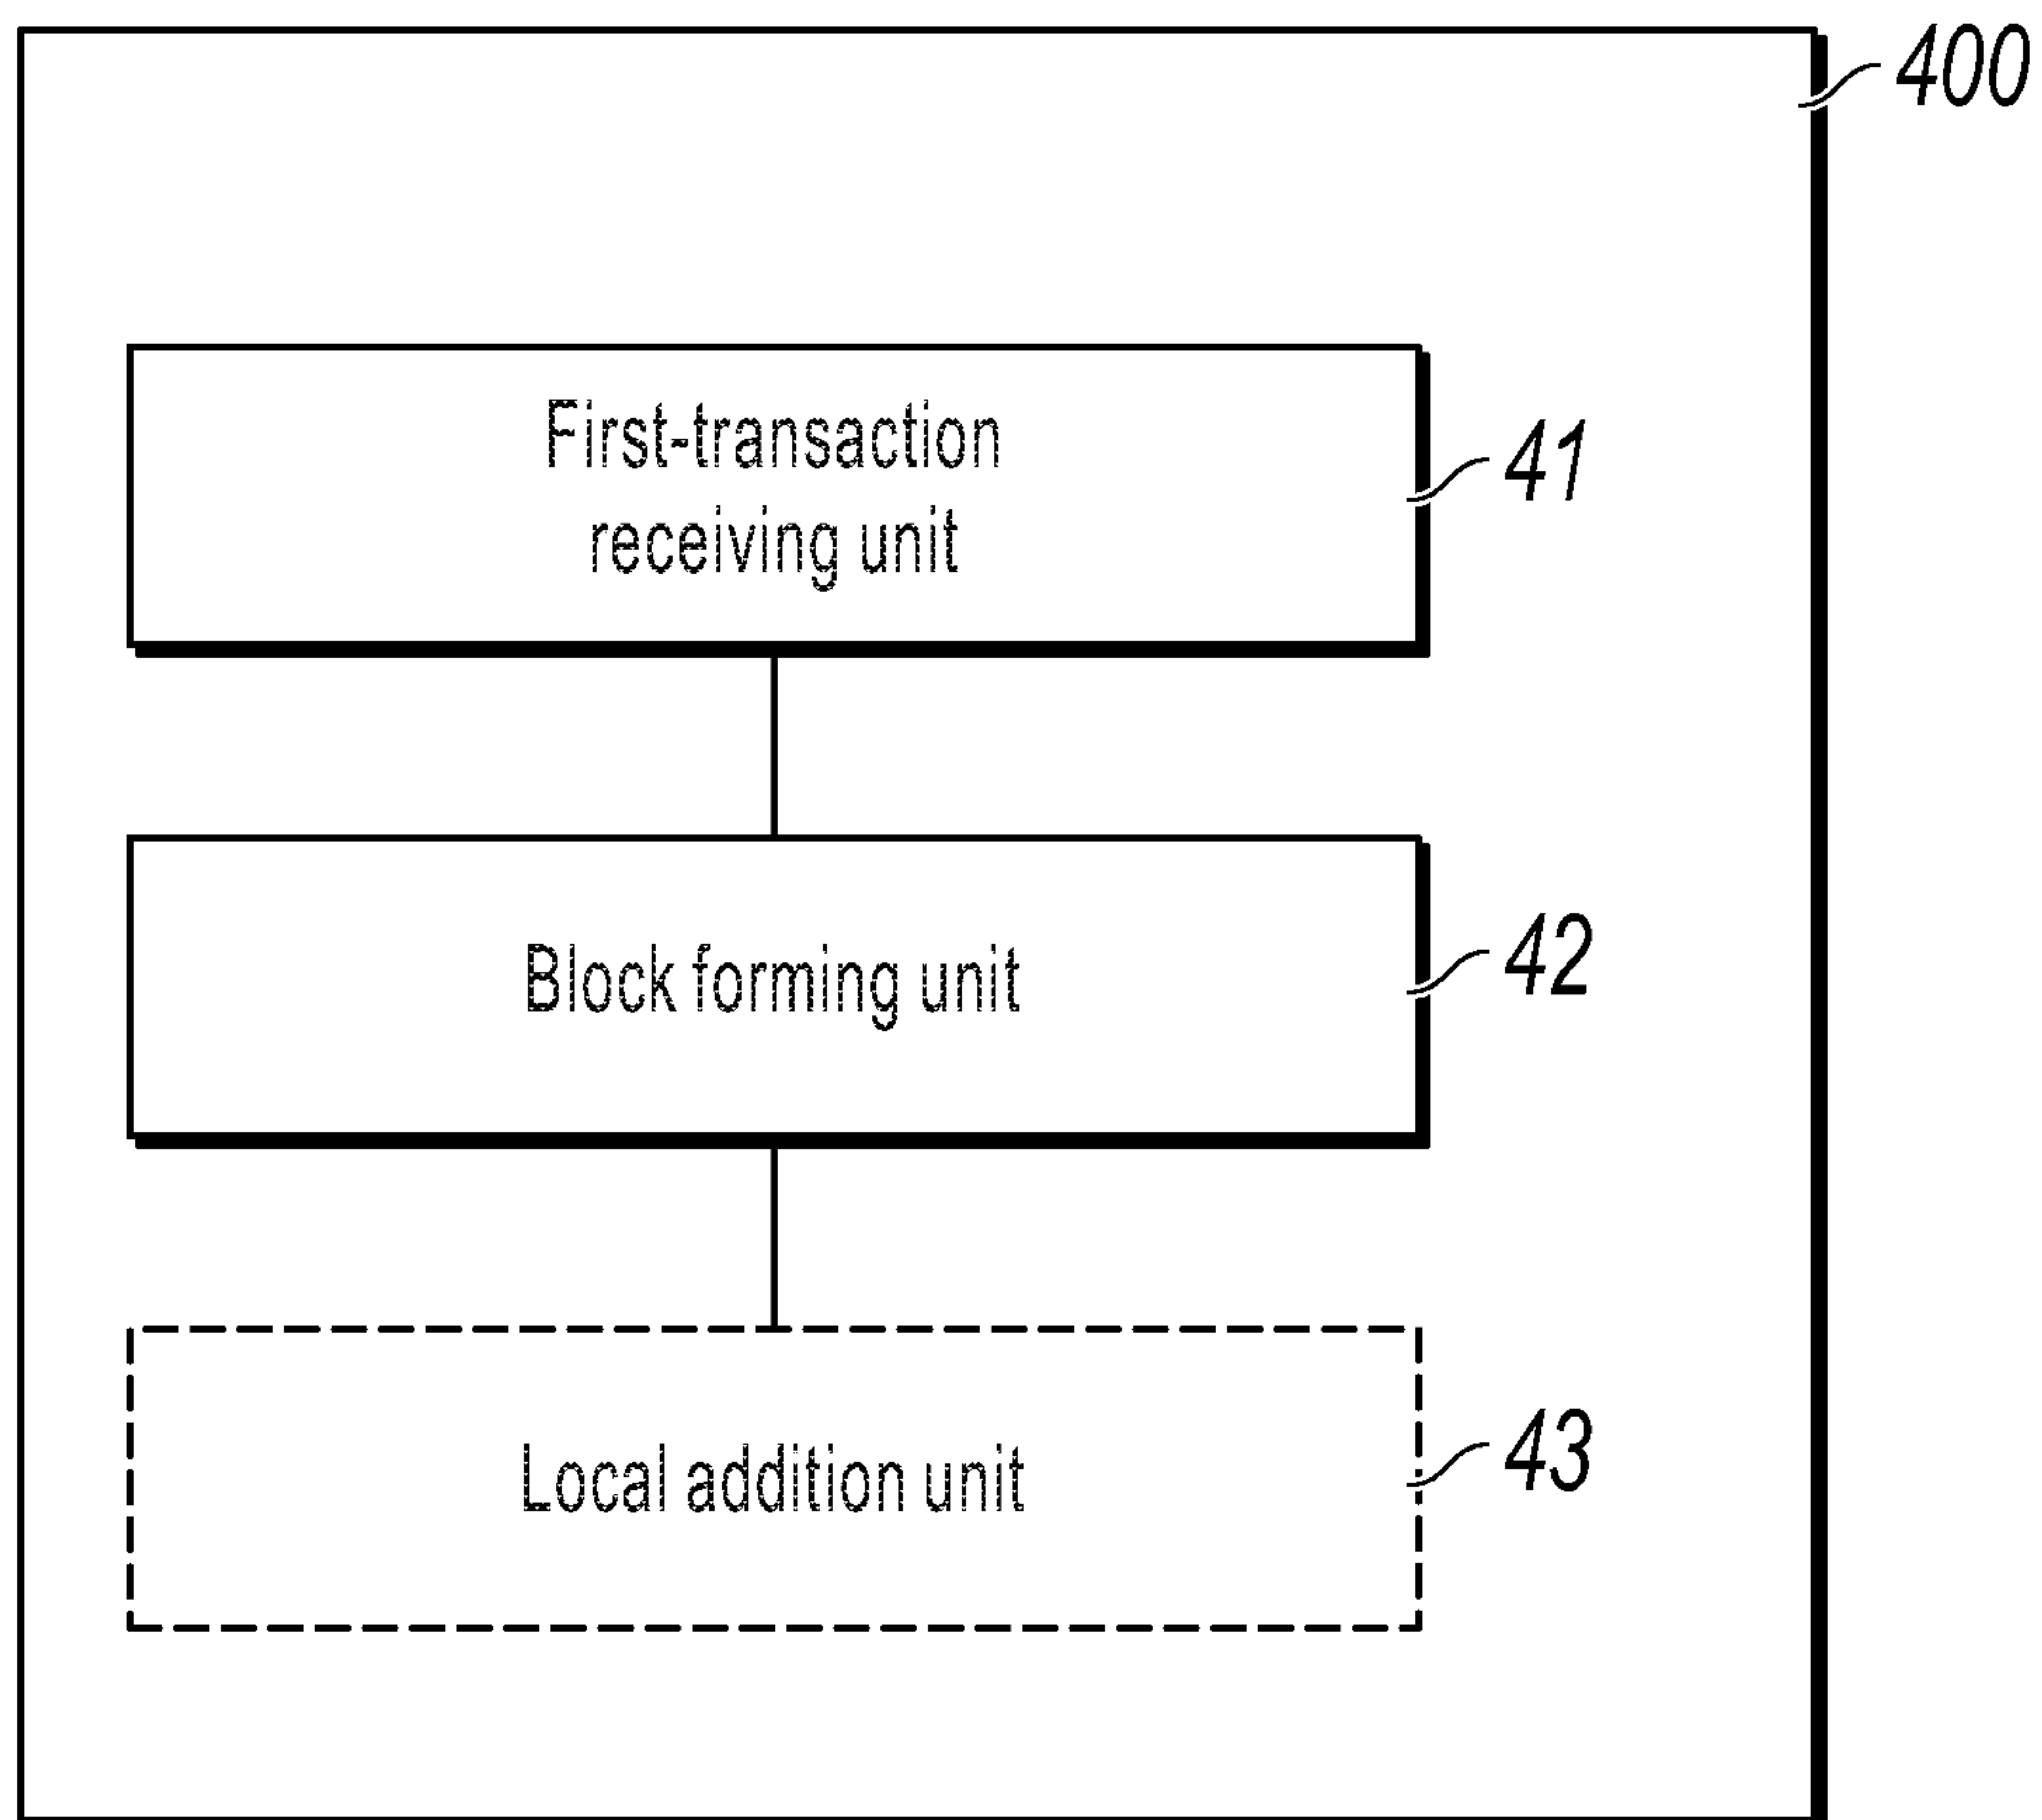 400
First-transaction
receiving unit
41
Block forming unit
42
Local addition unit
43